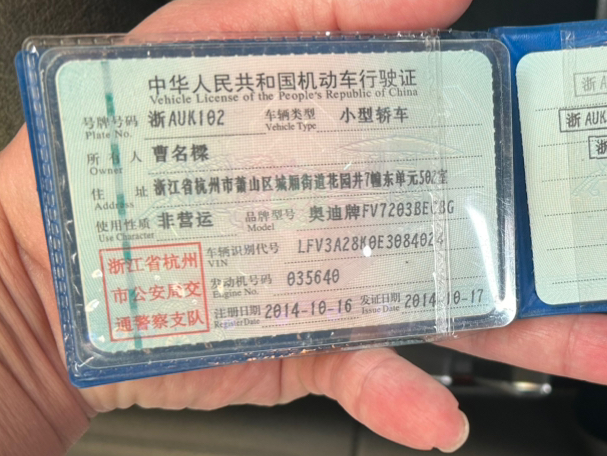 中华人民共和国机动车行驶证
Vehicle License of the People's Republic of China
号牌号码 浙AUK102 车辆类型 小型轿车
Plate No. Vehicle Type
所有人 曹名樑
Owner
住址 浙江省杭州市萧山区城厢街道花园井7幢东单元502室
Address
使用性质 非营运 品牌型号 奥迪牌FV7203BECBG
Use Character Model
车辆识别代号 LFV3A28K0E3084024
VIN
发动机号码 035640
Engine No.
注册日期 2014-10-16 发证日期 2014-10-17
Register Date Issue Date
浙江省杭州
市公安局交
通警察支队
浙A
浙AUK
浙